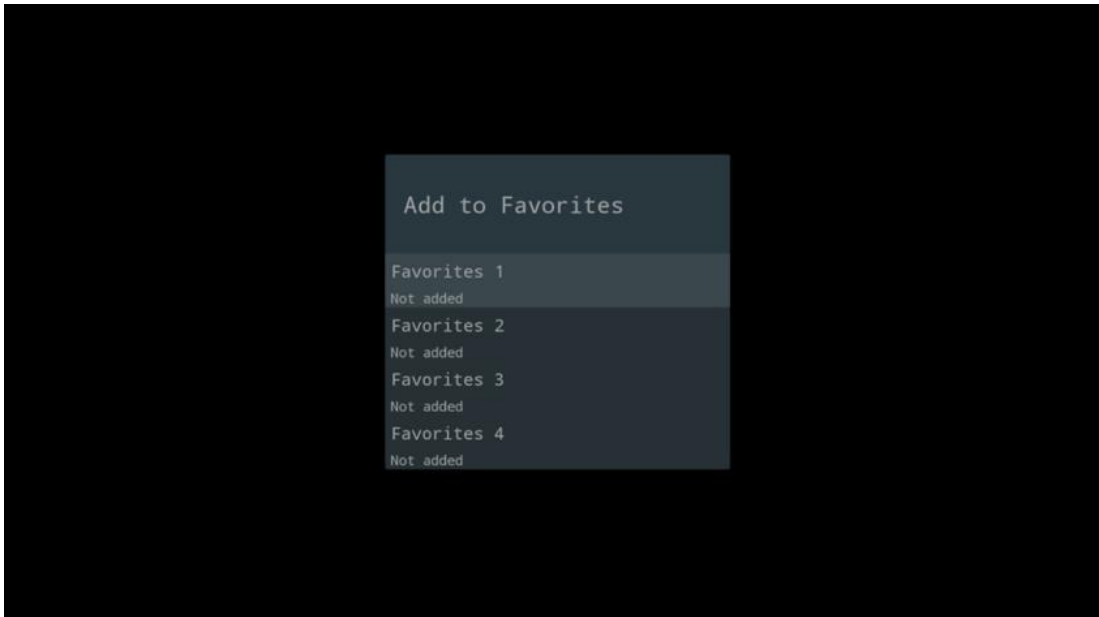 Add to Favorites
Favorites 1
Not added
Favorites 2
Not added
Favorites 3
Not added
Favorites 4
Not added